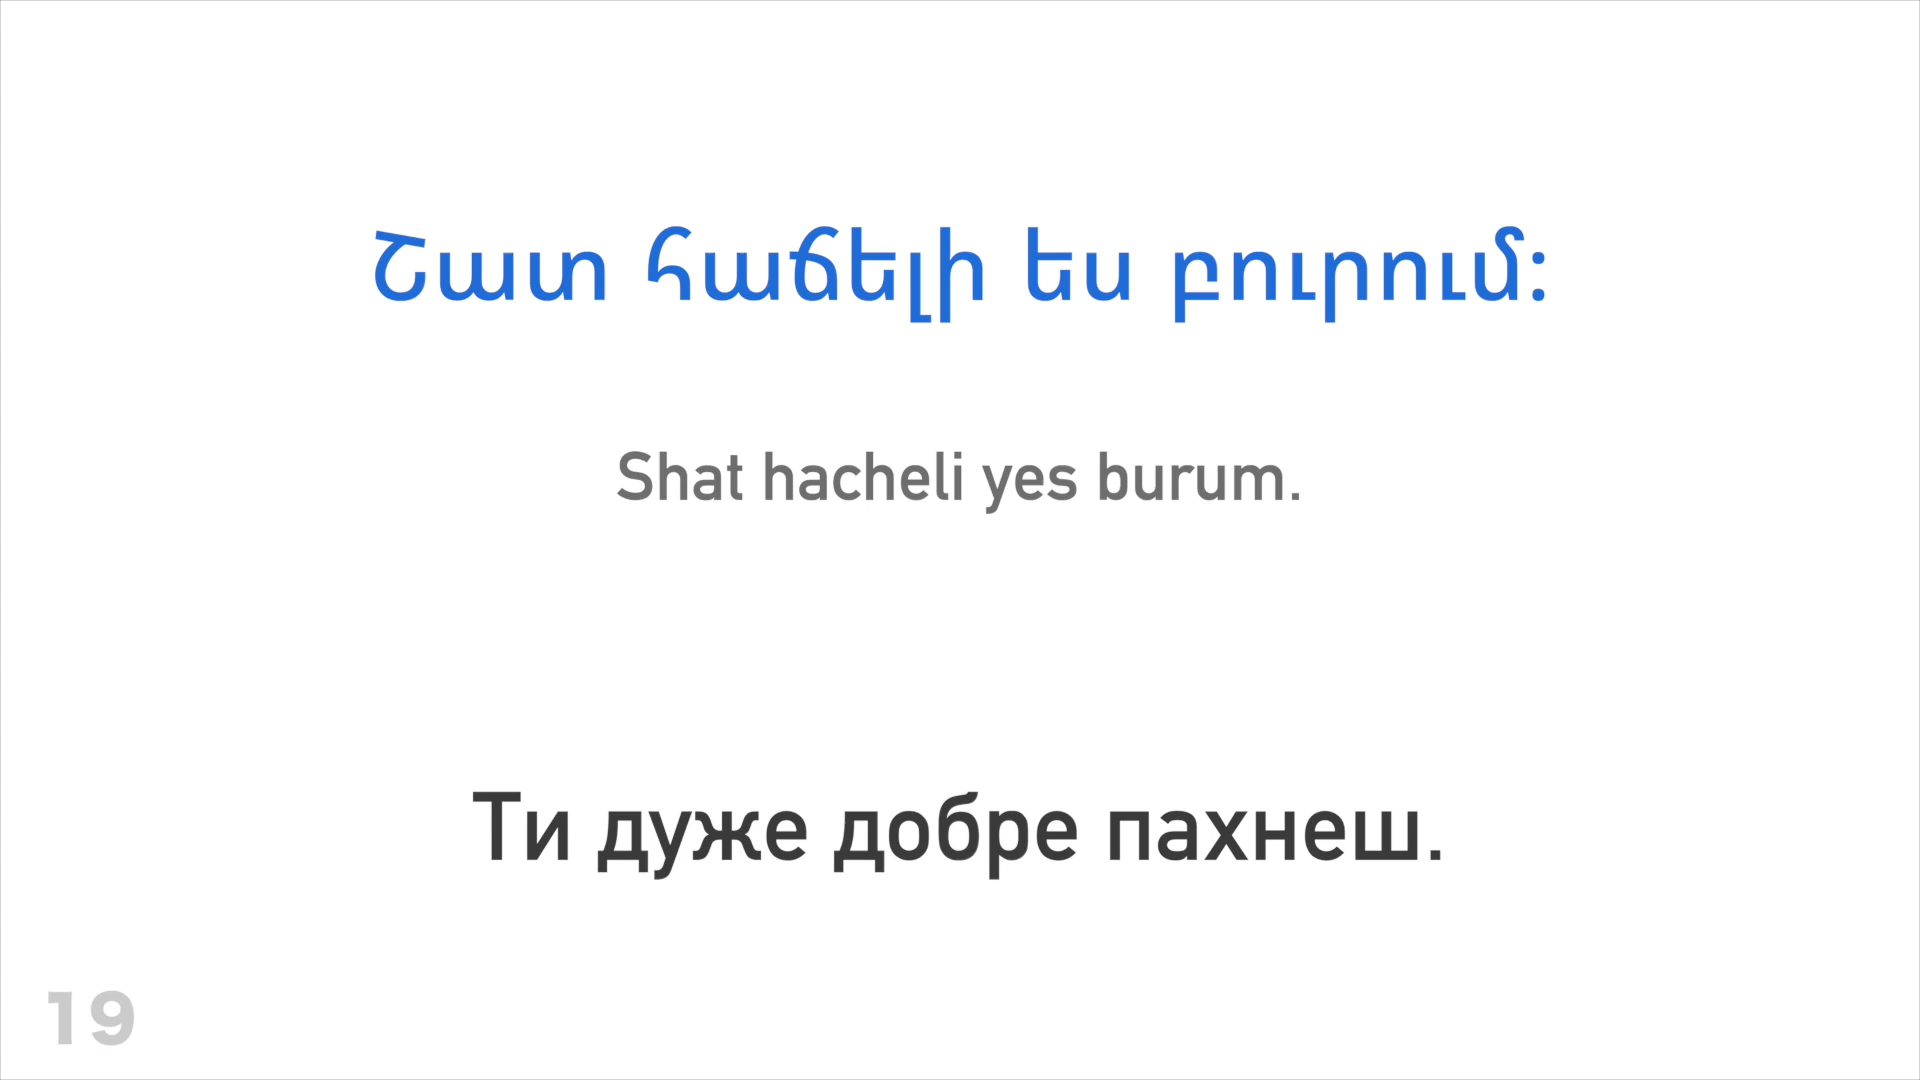 Շատ հաճելի ես բուրում:
Shat hacheli yes burum.
Ти дуже добре пахнеш.
19